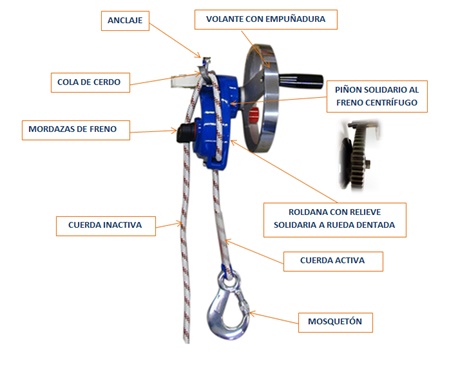 ANCLAJE
VOLANTE CON EMPUÑADURA
COLA DE CERDO
PIÑON SOLIDARIO AL
FRENO CENTRÍFUGO
MORDAZAS DE FRENO
ROLDANA CON RELIEVE
SOLIDARIA A RUEDA DENTADA
CUERDA INACTIVA
CUERDA ACTIVA
MOSQUETÓN